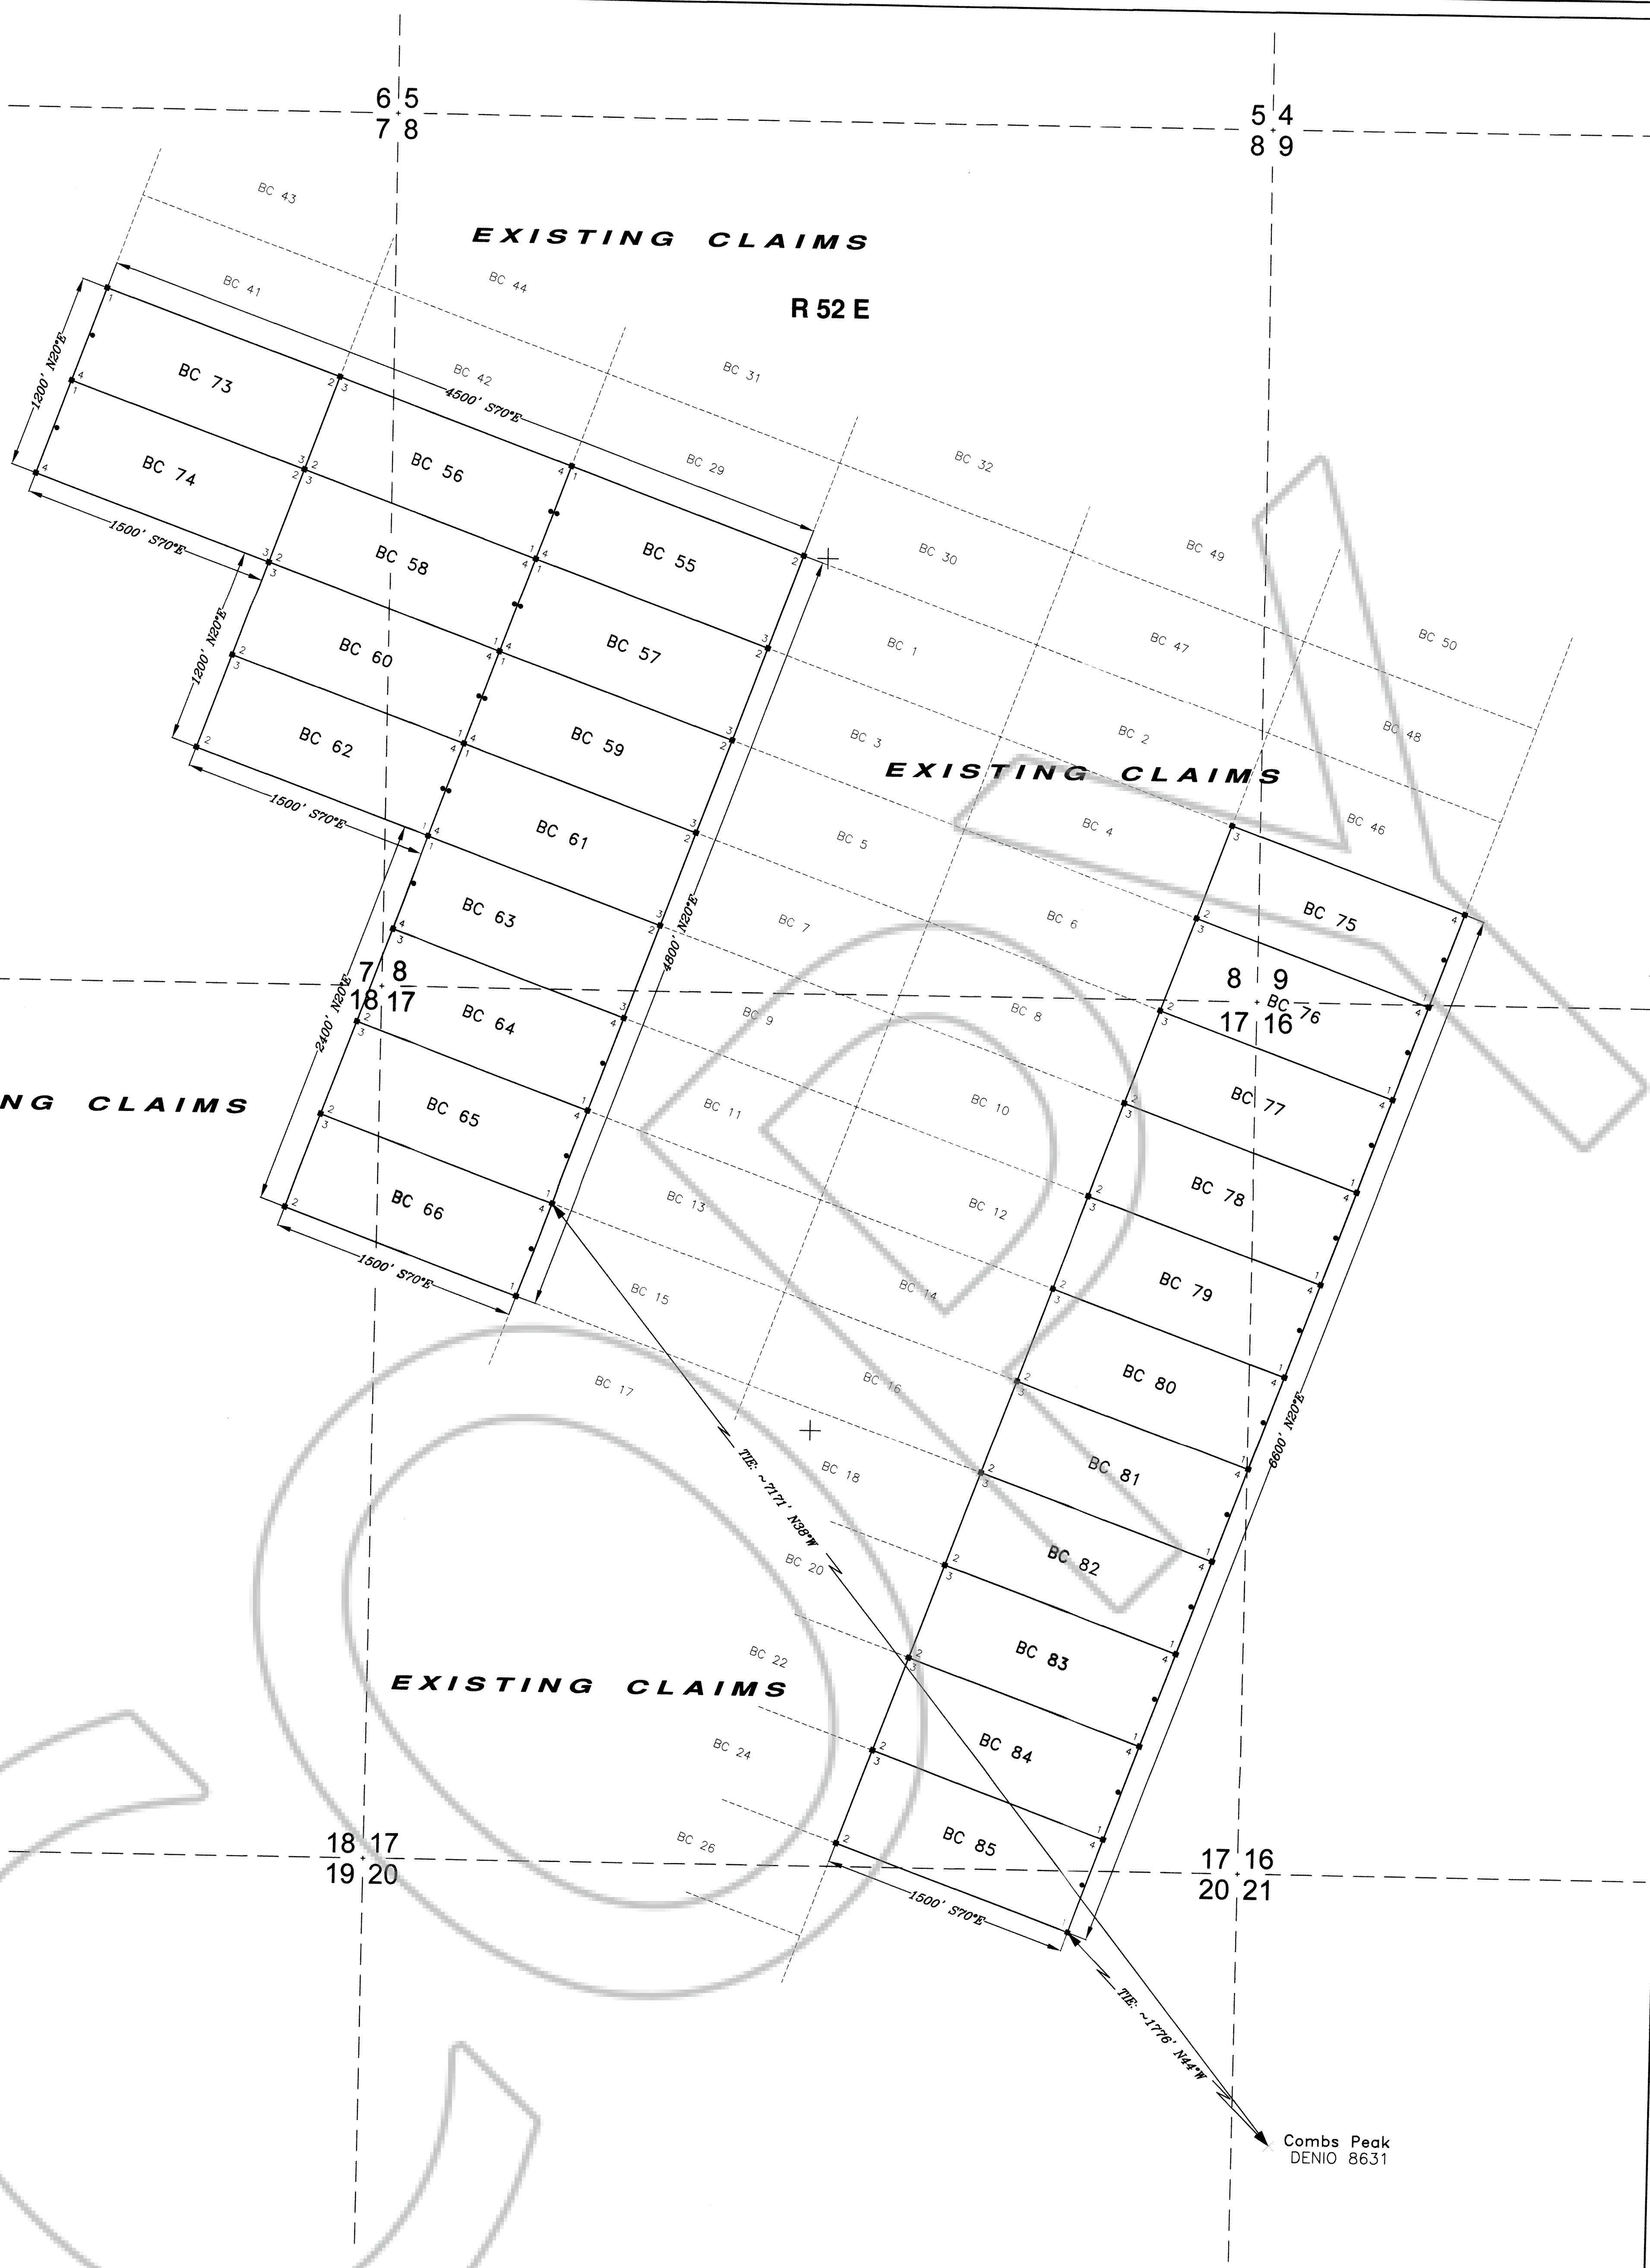 6 5
7 8
5 4
8 9
BC 43
EXISTING CLAIMS
BC 41
BC 44
R 52 E
1200' N20°E
BC 73
BC 42
4500' S70°E
BC 31
BC 74
BC 56
BC 29
BC 32
1500' S70°E
BC 58
BC 55
BC 30
BC 49
1200' N20°E
BC 60
BC 57
BC 1
BC 47
BC 50
BC 62
BC 59
BC 3
BC 2
BC 48
EXISTING CLAIMS
1500' S70°E
BC 61
BC 5
BC 4
BC 46
BC 63
4800' N20°E
BC 7
BC 6
BC 75
7 8
18 17
2400' N20°E
BC 64
BC 9
BC 8
8 9
17 16
BC 76
NG CLAIMS
BC 65
BC 11
BC 10
BC 77
BC 66
BC 13
BC 12
BC 78
1500' S70°E
BC 15
BC 14
BC 79
BC 17
BC 16
BC 80
6600' N20°E
TIE: ~7171' N38°W
BC 18
BC 81
BC 20
BC 82
BC 22
BC 83
EXISTING CLAIMS
BC 24
BC 84
BC 26
BC 85
18 17
19 20
17 16
20 21
1500' S70°E
TIE: ~1776' N44°W
Combs Peak
DENIO 8631
COPY